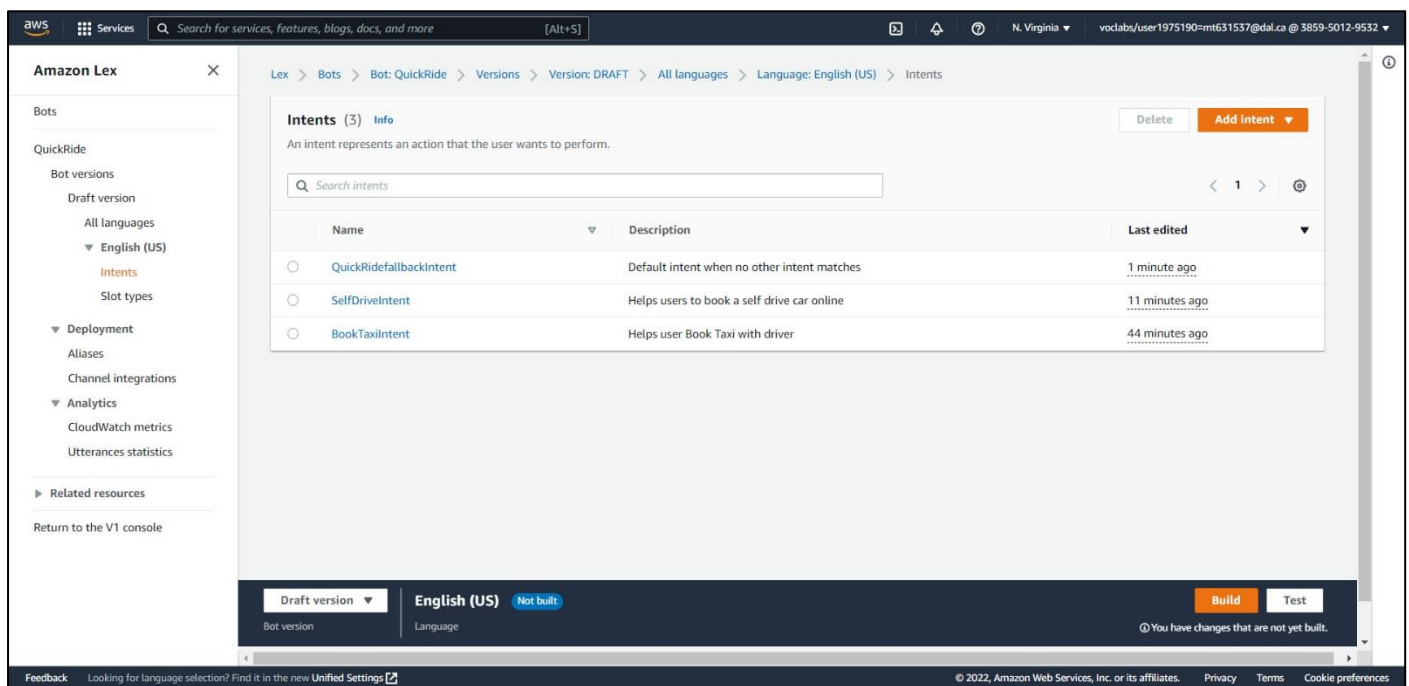 aws Services Search for services, features, blogs, docs, and more [Alt+S] N. Virginia voclabs/user1975190=mt631537@dal.ca @ 3859-5012-9532
Amazon Lex
Bots
QuickRide
Bot versions
Draft version
All languages
English (US)
Intents
Slot types
Deployment
Aliases
Channel integrations
Analytics
CloudWatch metrics
Utterances statistics
Related resources
Return to the V1 console
Lex > Bots > Bot: QuickRide > Versions > Version: DRAFT > All languages > Language: English (US) > Intents
Intents (3) Info
Delete Add intent
An intent represents an action that the user wants to perform.
Search intents
1
Name Description Last edited
QuickRidefallbackIntent Default intent when no other intent matches 1 minute ago
SelfDriveIntent Helps users to book a self drive car online 11 minutes ago
BookTaxiIntent Helps user Book Taxi with driver 44 minutes ago
Draft version English (US) Not built Build Test
Bot version Language You have changes that are not yet built.
Feedback Looking for language selection? Find it in the new Unified Settings © 2022, Amazon Web Services, Inc. or its affiliates. Privacy Terms Cookie preferences